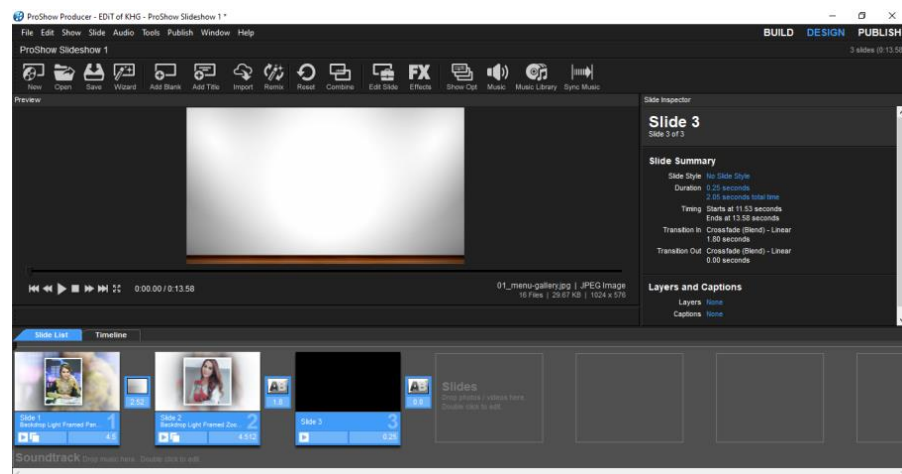 ProShow Producer - EDiT of KHG - ProShow Slideshow 1 *
File Edit Show Slide Audio Tools Publish Window Help
BUILD DESIGN PUBLISH
ProShow Slideshow 1
3 slides (0:13.58
New Open Save Wizard Add Blank Add Title Import Remix Reset Combine Edit Slide Effects Show Opt Music Music Library Sync Music
FX
Preview
Slide Inspector
Slide 3
Slide 3 of 3
Slide Summary
Slide Style No Slide Style
Duration 0.25 seconds
2.05 seconds total time
Timing Starts at 11.53 seconds
Ends at 13.58 seconds
Transition In Crossfade (Blend) - Linear
1.80 seconds
Transition Out Crossfade (Blend) - Linear
0.00 seconds
0:00.00 / 0:13.58
01_menu-gallery.jpg | JPEG Image
16 Files | 29.67 KB | 1024 x 576
Layers and Captions
Layers None
Captions None
Slide List Timeline
Slide 1
Backdrop Light Framed Pan...
1
4.5
2.52
Slide 2
Backdrop Light Framed Zoo...
2
4.512
AB
1.8
Slide 3
3
0.25
AB
0.0
Slides
Drop photos / videos here.
Double click to edit.
Soundtrack Drop music here. Double click to edit.